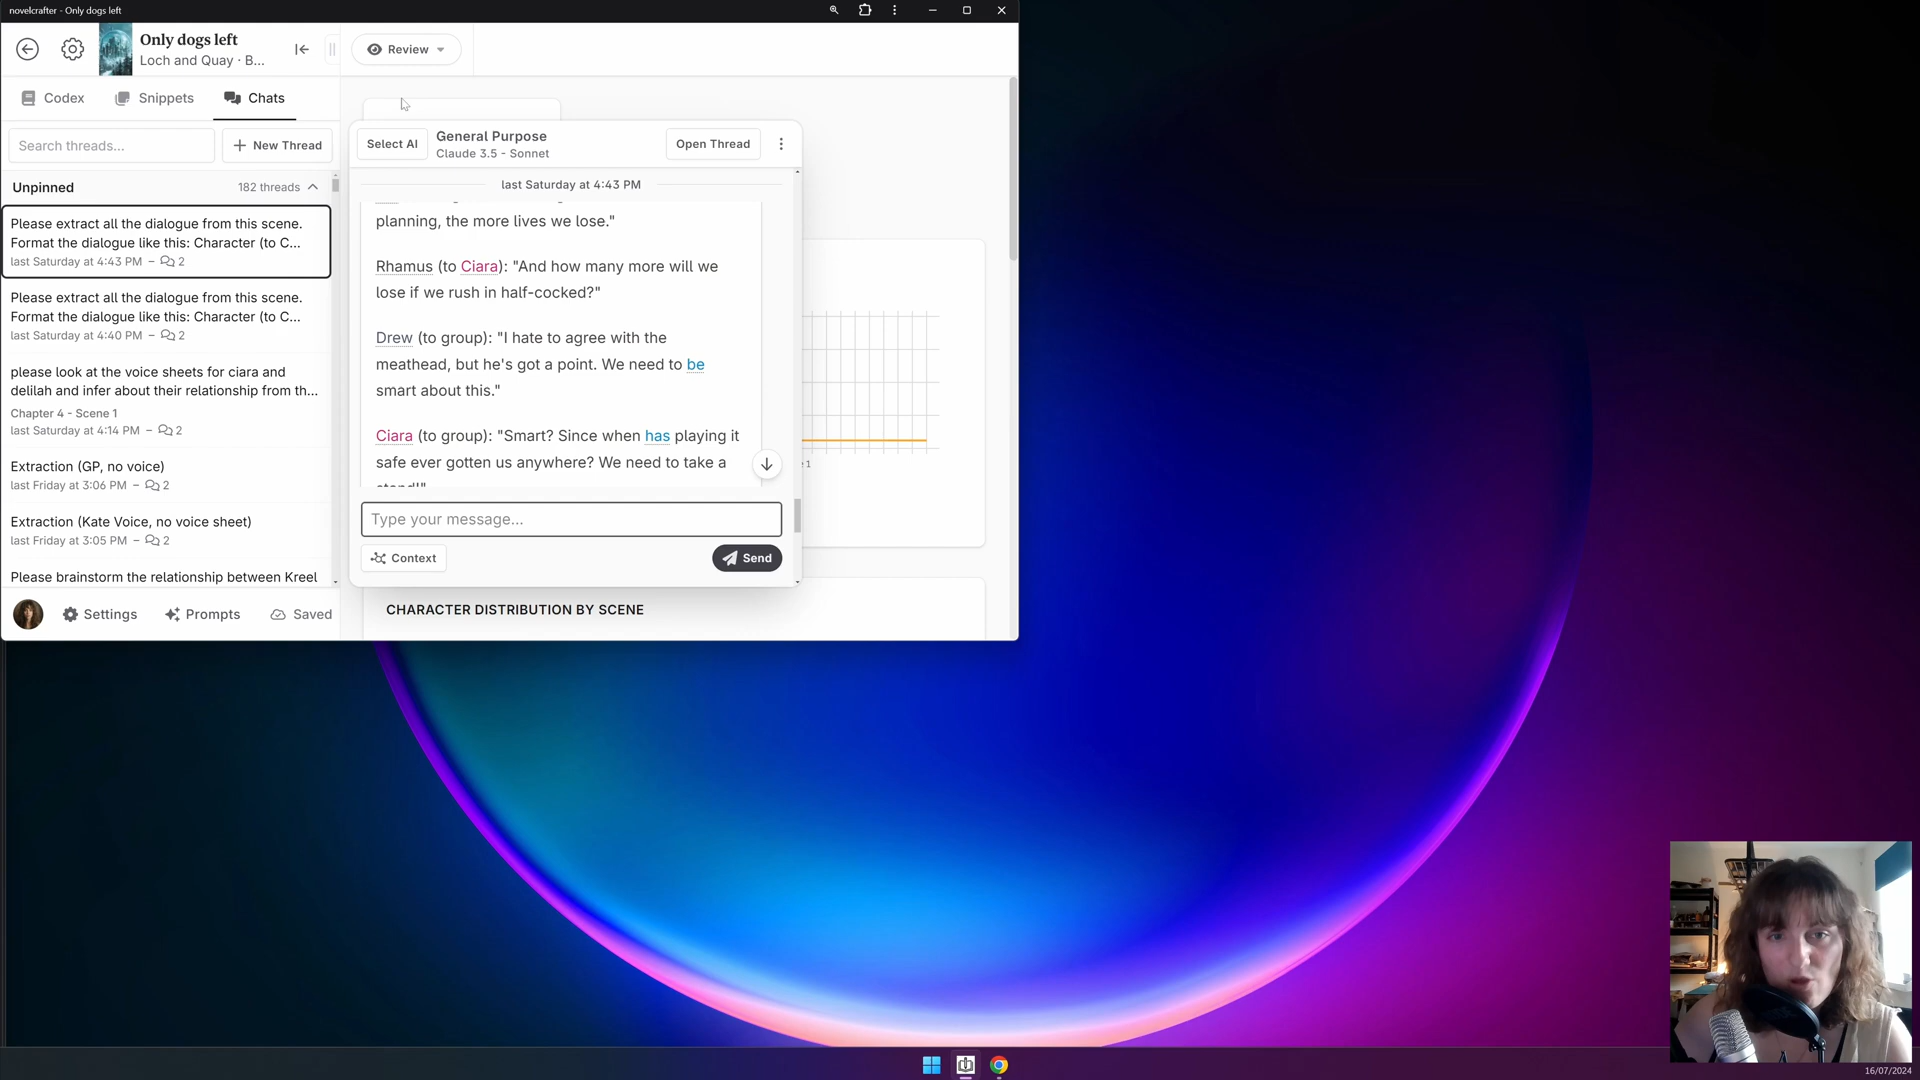 novelcrafter - Only dogs left
Only dogs left
Loch and Quay · B...
Review
Codex
Snippets
Chats
Search threads...
New Thread
Unpinned
182 threads
Please extract all the dialogue from this scene.
Format the dialogue like this: Character (to C...
last Saturday at 4:43 PM – 2
Please extract all the dialogue from this scene.
Format the dialogue like this: Character (to C...
last Saturday at 4:40 PM – 2
please look at the voice sheets for ciara and
delilah and infer about their relationship from th...
Chapter 4 - Scene 1
last Saturday at 4:14 PM – 2
Extraction (GP, no voice)
last Friday at 3:06 PM – 2
Extraction (Kate Voice, no voice sheet)
last Friday at 3:05 PM – 2
Please brainstorm the relationship between Kreel
Settings
Prompts
Saved
Select AI
General Purpose
Claude 3.5 - Sonnet
Open Thread
last Saturday at 4:43 PM
planning, the more lives we lose."
Rhamus (to Ciara): "And how many more will we
lose if we rush in half-cocked?"
Drew (to group): "I hate to agree with the
meathead, but he's got a point. We need to be
smart about this."
Ciara (to group): "Smart? Since when has playing it
safe ever gotten us anywhere? We need to take a
Type your message...
Context
Send
1
CHARACTER DISTRIBUTION BY SCENE
16/07/2024